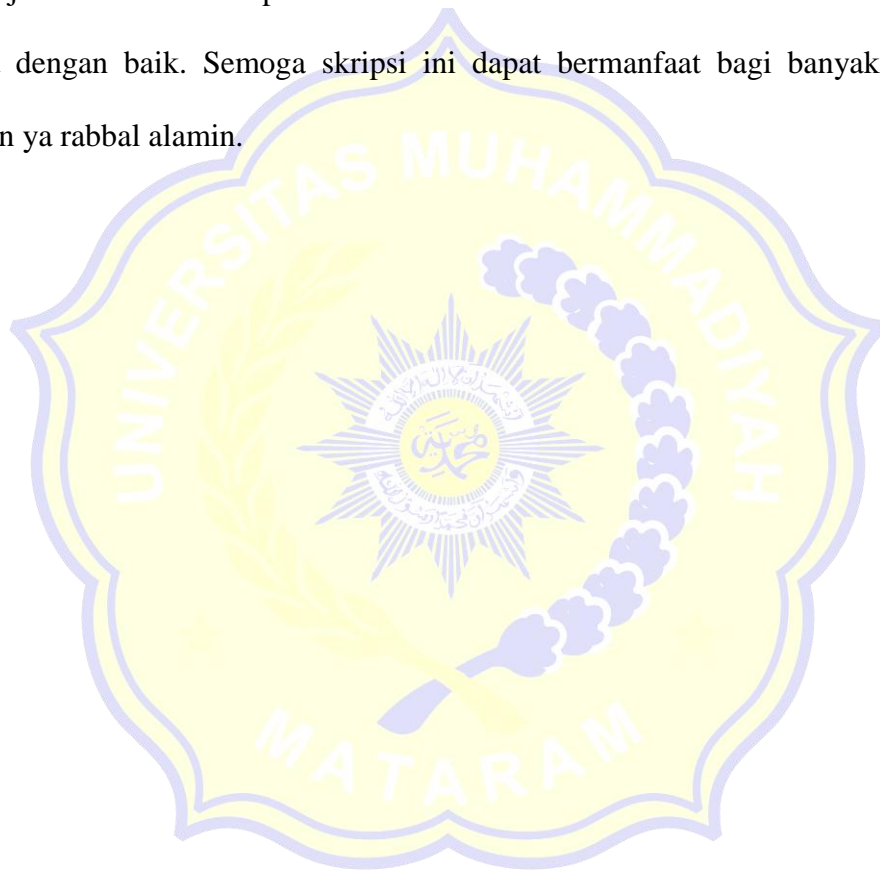 dengan baik. Semoga skripsi ini dapat bermanfaat bagi banyak
n ya rabbal alamin.
UNIVERSITAS MUHAMMADIYAH
MATARAM